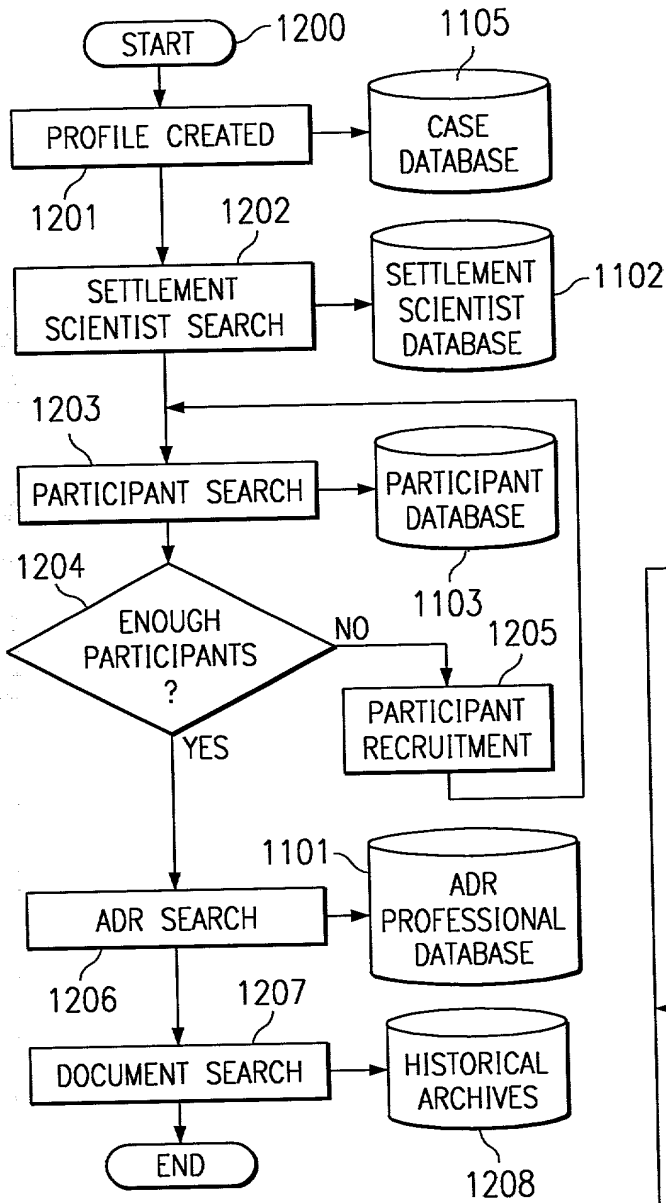 START
1200
1105
PROFILE CREATED
CASE
DATABASE
1201
1202
SETTLEMENT
SCIENTIST SEARCH
SETTLEMENT
SCIENTIST
DATABASE
1102
1203
PARTICIPANT SEARCH
PARTICIPANT
DATABASE
1103
1204
ENOUGH
PARTICIPANTS
?
NO
1205
PARTICIPANT
RECRUITMENT
YES
1101
ADR SEARCH
ADR
PROFESSIONAL
DATABASE
1206
1207
DOCUMENT SEARCH
HISTORICAL
ARCHIVES
END
1208